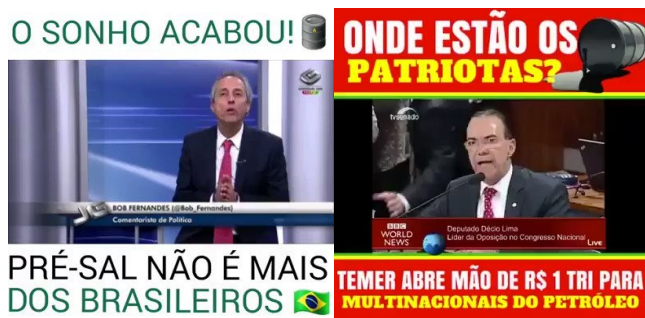 O SONHO ACABOU!
BOB FERNANDES (@Bob_Fernandes)
Comentarista de Política
PRÉ-SAL NÃO É MAIS
DOS BRASILEIROS
ONDE ESTÃO OS
PATRIOTAS?
tvsenado
BBC
WORLD
NEWS
Deputado Décio Lima
Líder da Oposição no Congresso Nacional
Live
TEMER ABRE MÃO DE R$ 1 TRI PARA
MULTINACIONAIS DO PETRÓLEO